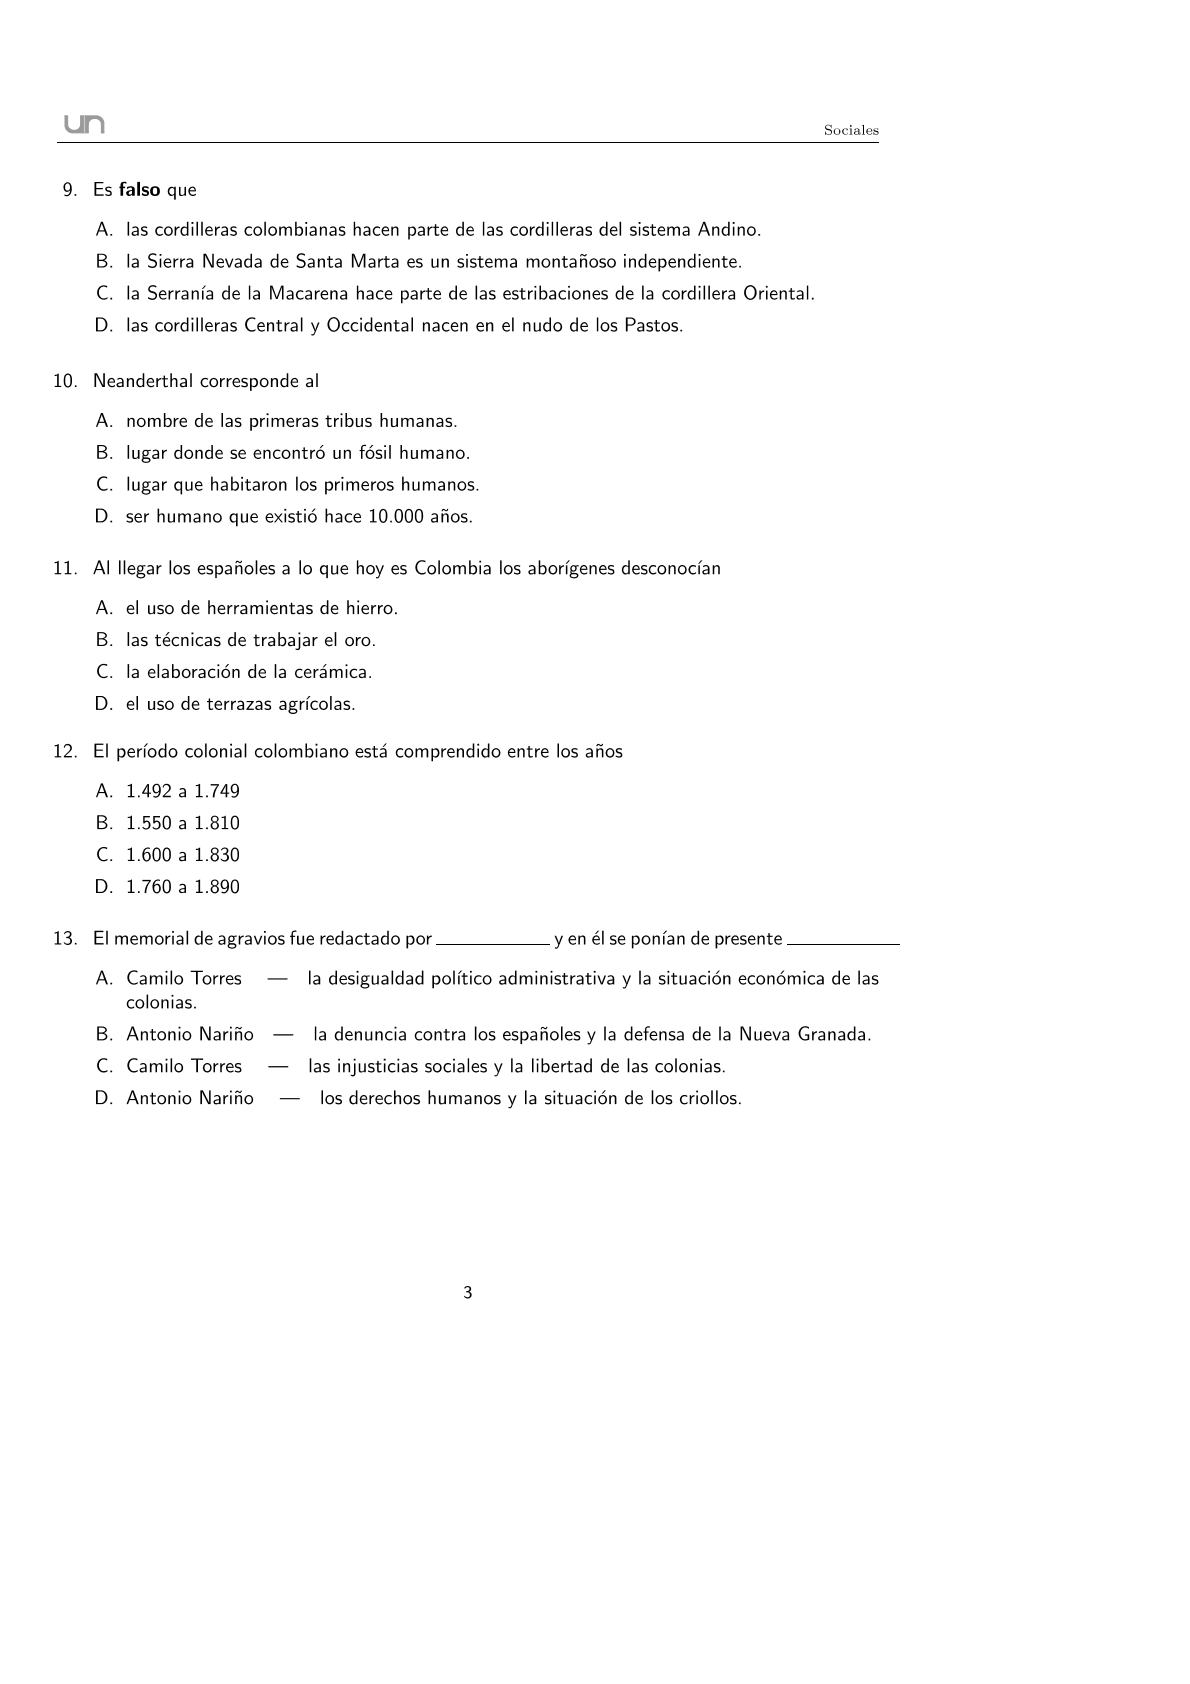 un
Sociales
9. Es falso que
A. las cordilleras colombianas hacen parte de las cordilleras del sistema Andino.
B. la Sierra Nevada de Santa Marta es un sistema montañoso independiente.
C. la Serranía de la Macarena hace parte de las estribaciones de la cordillera Oriental.
D. las cordilleras Central y Occidental nacen en el nudo de los Pastos.
10. Neanderthal corresponde al
A. nombre de las primeras tribus humanas.
B. lugar donde se encontró un fósil humano.
C. lugar que habitaron los primeros humanos.
D. ser humano que existió hace 10.000 años.
11. Al llegar los españoles a lo que hoy es Colombia los aborígenes desconocían
A. el uso de herramientas de hierro.
B. las técnicas de trabajar el oro.
C. la elaboración de la cerámica.
D. el uso de terrazas agrícolas.
12. El período colonial colombiano está comprendido entre los años
A. 1.492 a 1.749
B. 1.550 a 1.810
C. 1.600 a 1.830
D. 1.760 a 1.890
13. El memorial de agravios fue redactado por ___________ y en él se ponían de presente ___________
A. Camilo Torres — la desigualdad político administrativa y la situación económica de las
colonias.
B. Antonio Nariño — la denuncia contra los españoles y la defensa de la Nueva Granada.
C. Camilo Torres — las injusticias sociales y la libertad de las colonias.
D. Antonio Nariño — los derechos humanos y la situación de los criollos.
3